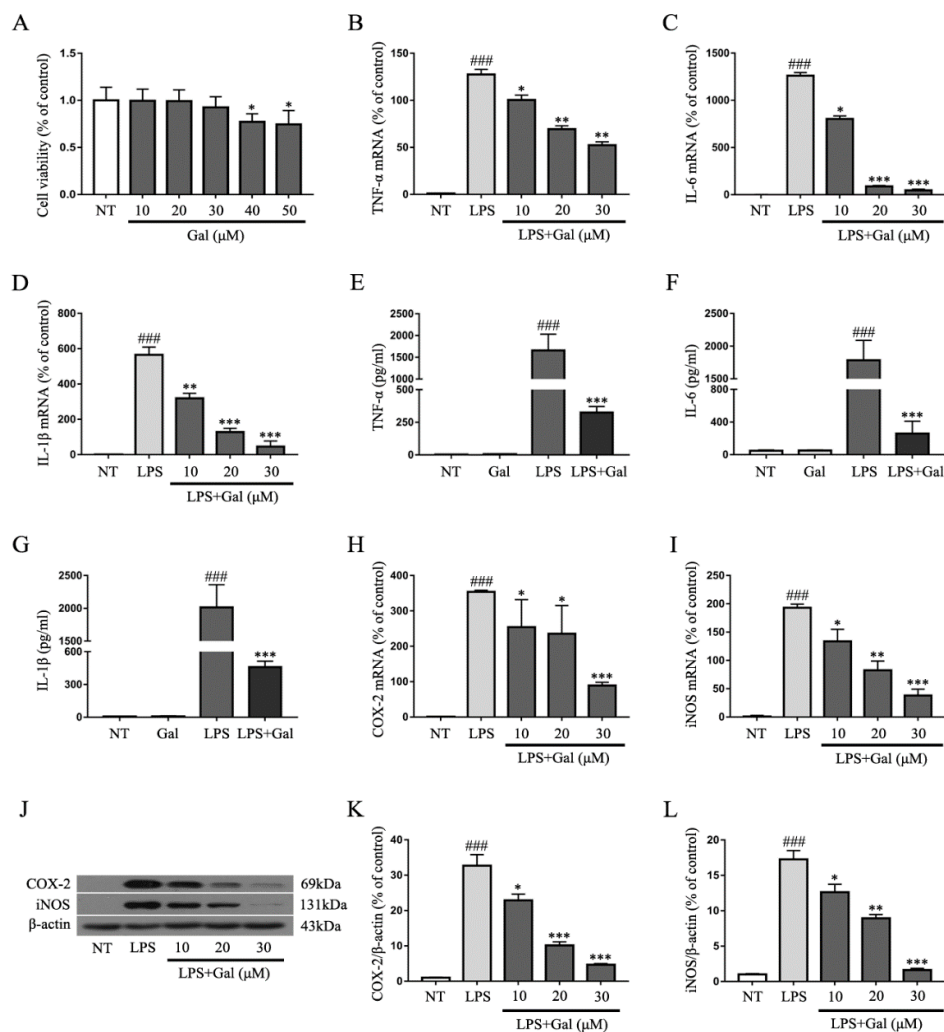 A
Cell viability (% of control)
1.5
1.0
0.5
0.0
NT 10 20 30 40 50
* *
Gal (μM)
B
TNF-α mRNA (% of control)
150
100
50
0
###
* ** **
NT LPS 10 20 30
LPS+Gal (μM)
C
IL-6 mRNA (% of control)
1500
1000
500
0
###
* *** ***
NT LPS 10 20 30
LPS+Gal (μM)
D
IL-1β mRNA (% of control)
800
600
400
200
0
###
** *** ***
NT LPS 10 20 30
LPS+Gal (μM)
E
TNF-α (pg/ml)
2500
2000
1500
1000
250
0
###
***
NT Gal LPS LPS+Gal
F
IL-6 (pg/ml)
2500
2000
1500
1000
500
250
0
###
***
NT Gal LPS LPS+Gal
G
IL-1β (pg/ml)
2500
2000
1500
600
300
0
###
***
NT Gal LPS LPS+Gal
H
COX-2 mRNA (% of control)
400
300
200
100
0
###
* * ***
NT LPS 10 20 30
LPS+Gal (μM)
I
iNOS mRNA (% of control)
250
200
150
100
50
0
###
* ** ***
NT LPS 10 20 30
LPS+Gal (μM)
J
COX-2 69kDa
iNOS 131kDa
β-actin 43kDa
NT LPS 10 20 30
LPS+Gal (μM)
K
COX-2/β-actin (% of control)
40
30
20
10
0
###
* *** ***
NT LPS 10 20 30
LPS+Gal (μM)
L
iNOS/β-actin (% of control)
20
15
10
5
0
###
* ** ***
NT LPS 10 20 30
LPS+Gal (μM)